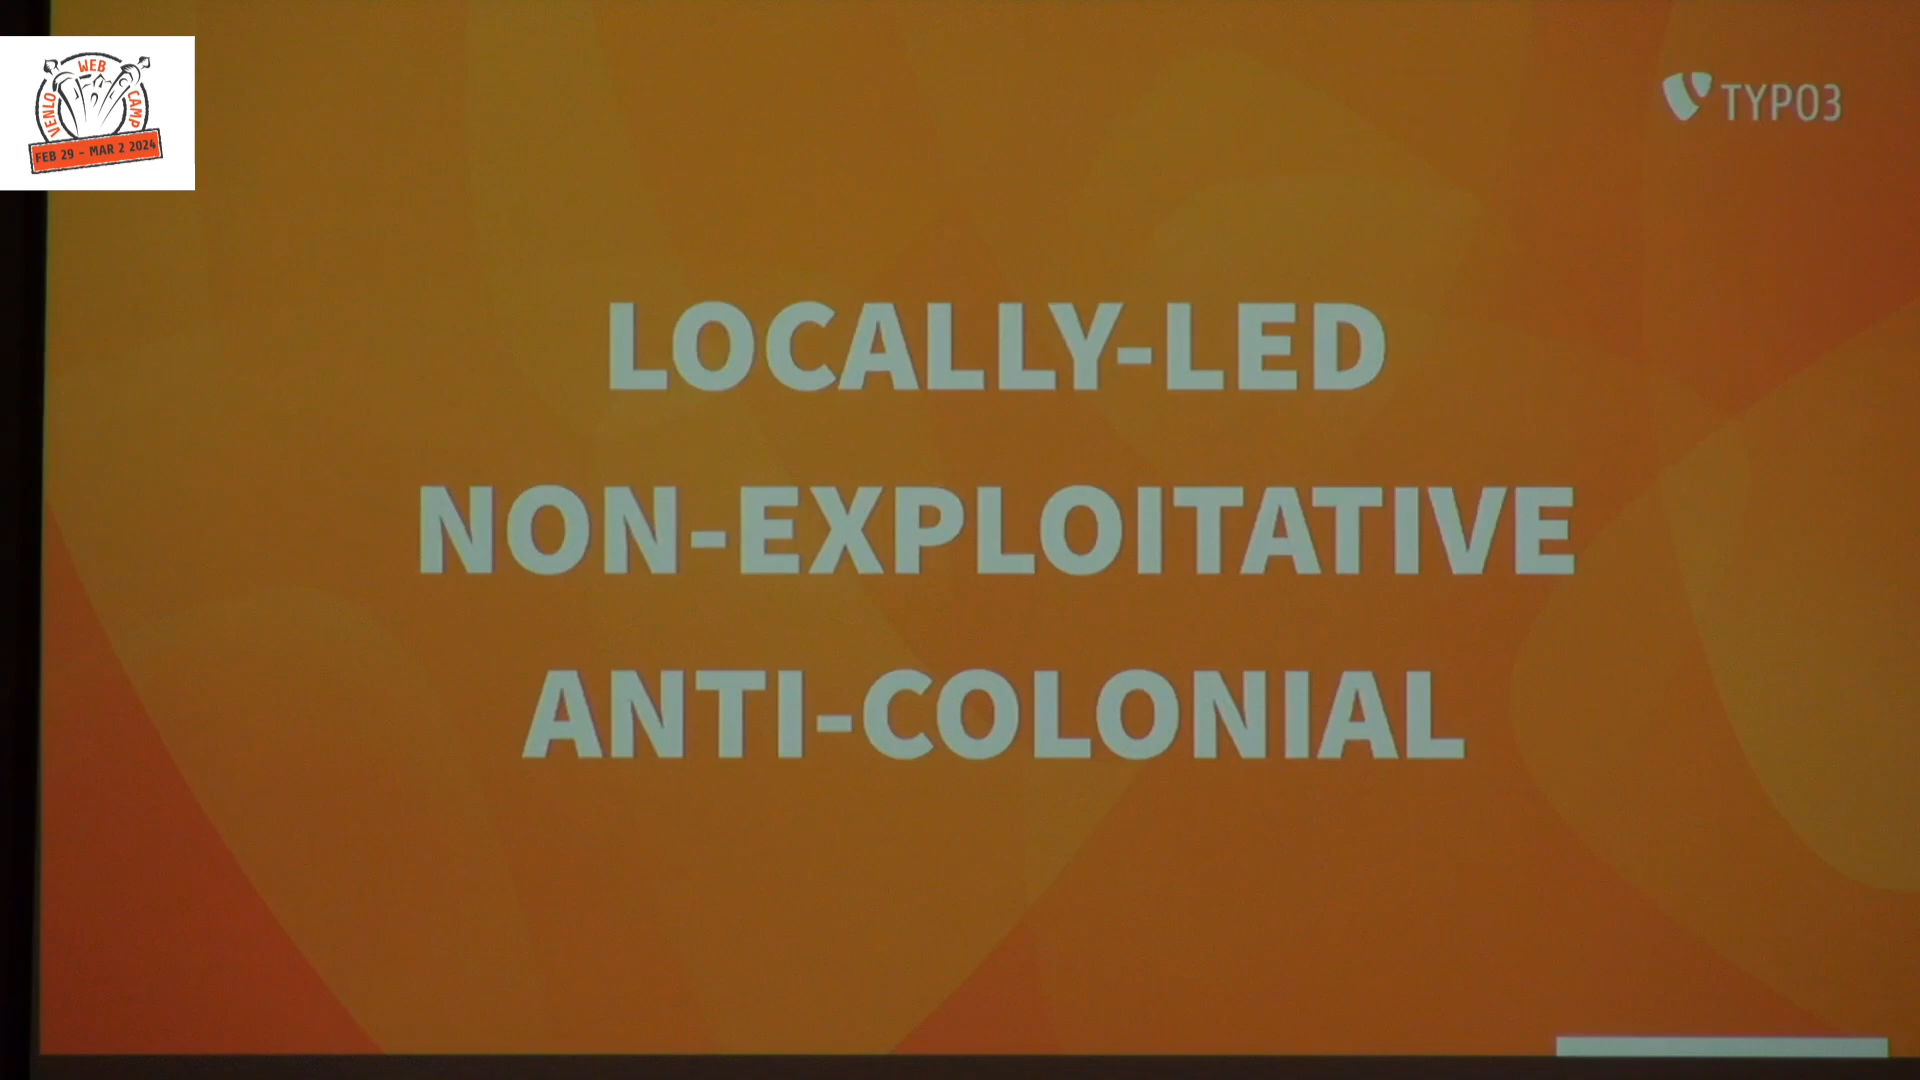 WEB
VENLO
CAMP
FEB 29 - MAR 2 2024
TYPO3
LOCALLY-LED
NON-EXPLOITATIVE
ANTI-COLONIAL